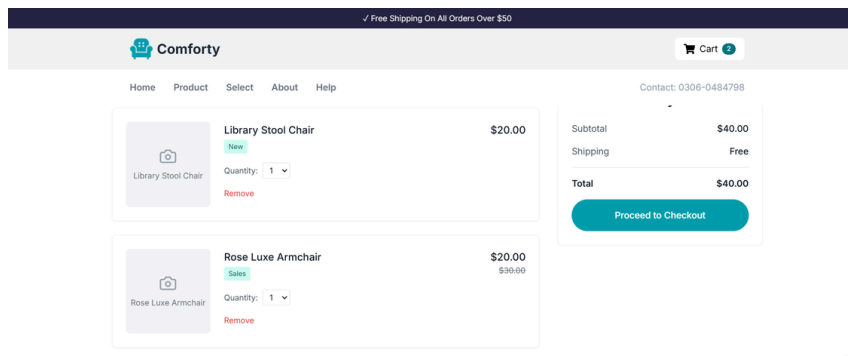 ✓ Free Shipping On All Orders Over $50
Comforty
Cart 2
Home Product Select About Help
Contact: 0306-0484798
Library Stool Chair
Library Stool Chair
$20.00
New
Quantity: 1
Remove
Rose Luxe Armchair
Rose Luxe Armchair
$20.00
Sales
$30.00
Quantity: 1
Remove
Subtotal $40.00
Shipping Free
Total $40.00
Proceed to Checkout